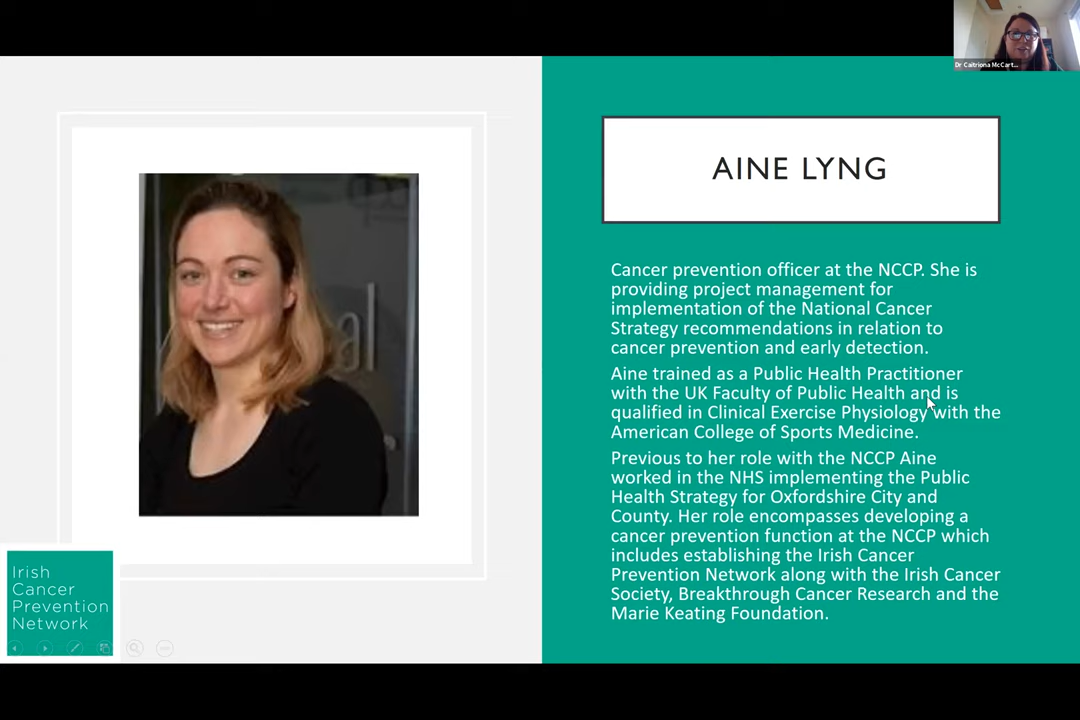 Dr Caitriona McCart...
AINE LYNG
Cancer prevention officer at the NCCP. She is
providing project management for
implementation of the National Cancer
Strategy recommendations in relation to
cancer prevention and early detection.
Aine trained as a Public Health Practitioner
with the UK Faculty of Public Health and is
qualified in Clinical Exercise Physiology with the
American College of Sports Medicine.
Previous to her role with the NCCP Aine
worked in the NHS implementing the Public
Health Strategy for Oxfordshire City and
County. Her role encompasses developing a
cancer prevention function at the NCCP which
includes establishing the Irish Cancer
Prevention Network along with the Irish Cancer
Society, Breakthrough Cancer Research and the
Marie Keating Foundation.
Irish
Cancer
Prevention
Network